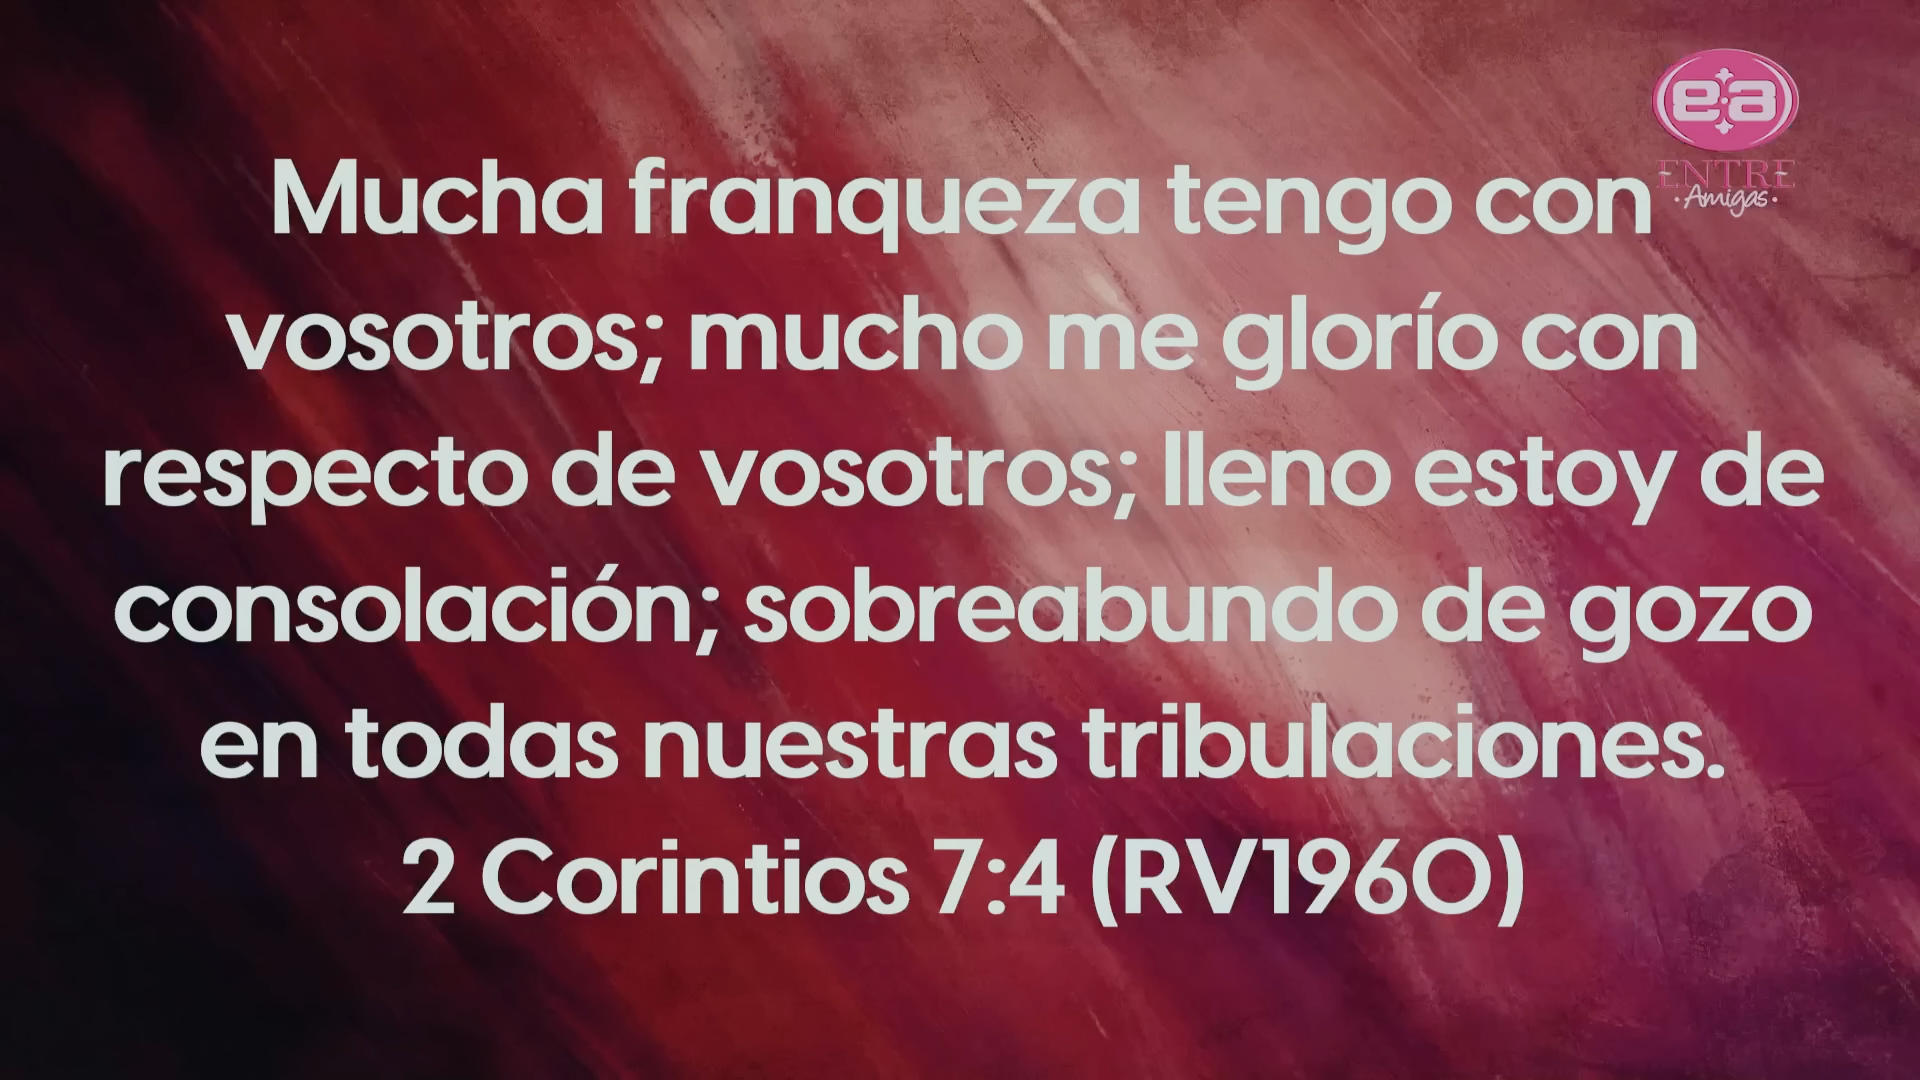 ea
ENTRE
·Amigas·
Mucha franqueza tengo con
vosotros; mucho me glorío con
respecto de vosotros; lleno estoy de
consolación; sobreabundo de gozo
en todas nuestras tribulaciones.
2 Corintios 7:4 (RV1960)